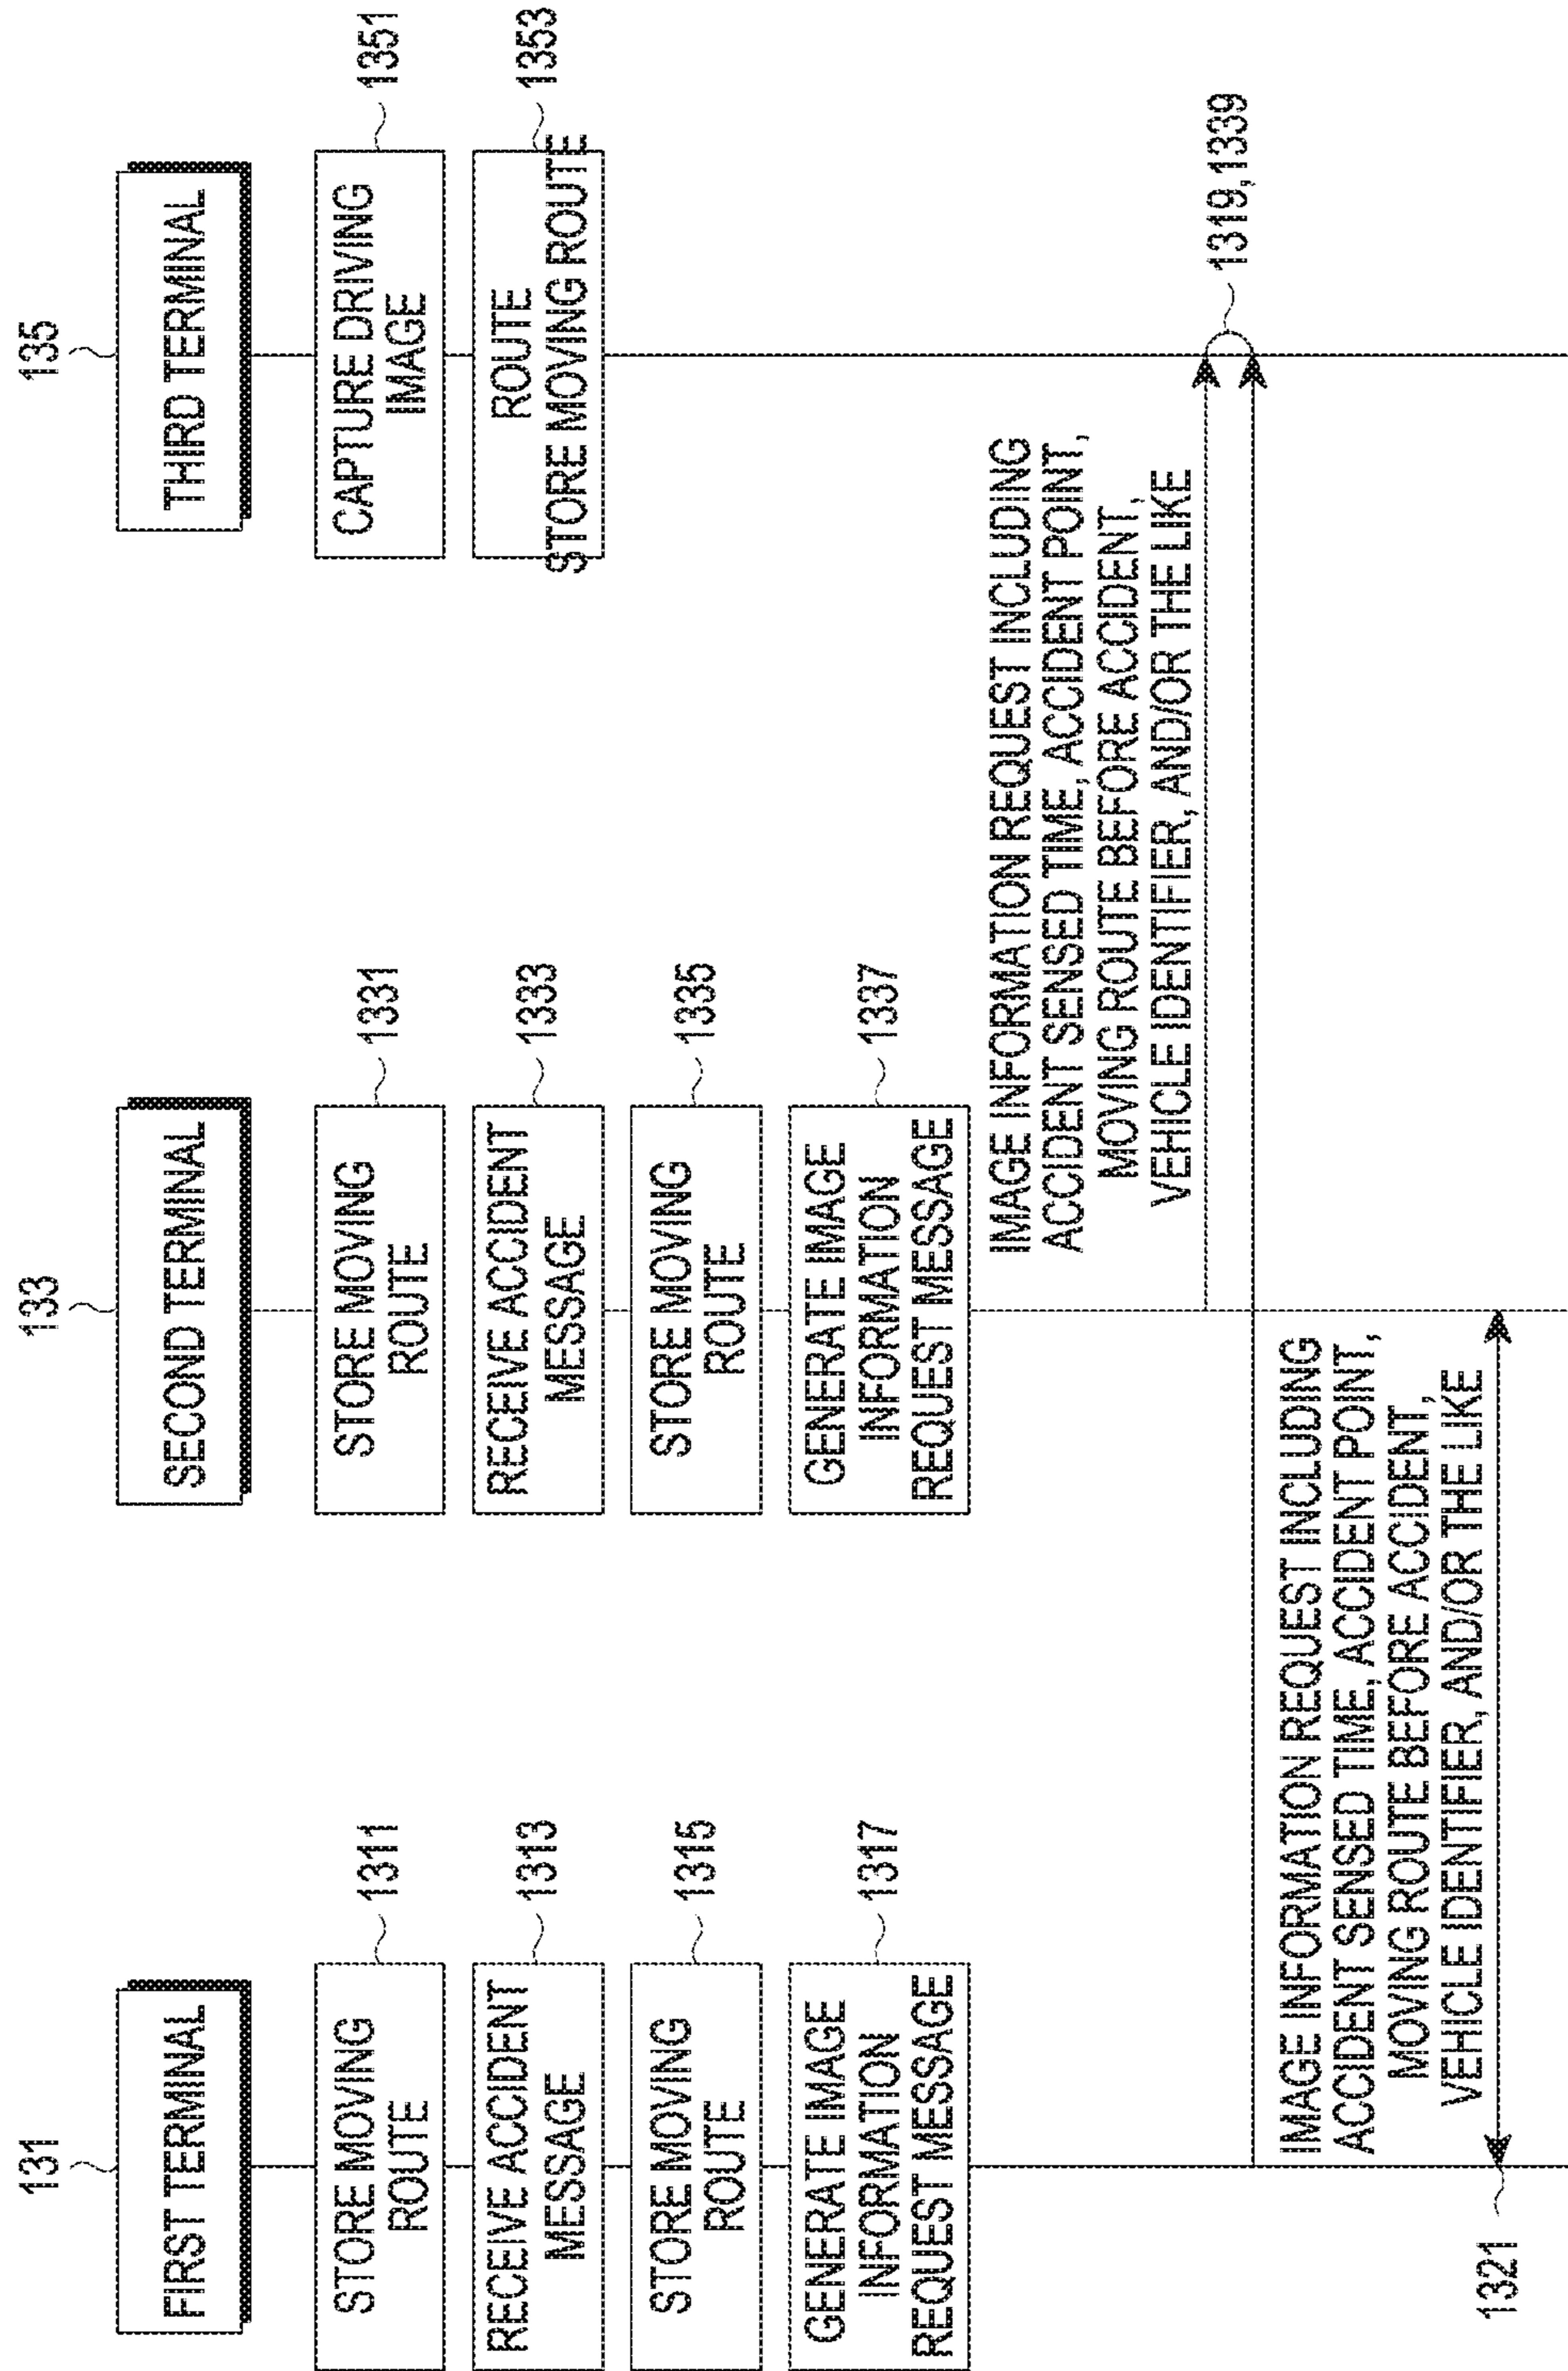 131
FIRST TERMINAL
STORE MOVING
ROUTE
1311
RECEIVE ACCIDENT
MESSAGE
1313
STORE MOVING
ROUTE
1315
GENERATE IMAGE
INFORMATION
REQUEST MESSAGE
1317
133
SECOND TERMINAL
STORE MOVING
ROUTE
1331
RECEIVE ACCIDENT
MESSAGE
1333
STORE MOVING
ROUTE
1335
GENERATE IMAGE
INFORMATION
REQUEST MESSAGE
1337
135
THIRD TERMINAL
CAPTURE DRIVING
IMAGE
1351
ROUTE
STORE MOVING ROUTE
1353
IMAGE INFORMATION REQUEST INCLUDING
ACCIDENT SENSED TIME, ACCIDENT POINT,
MOVING ROUTE BEFORE ACCIDENT,
VEHICLE IDENTIFIER, AND/OR THE LIKE
1319,1339
IMAGE INFORMATION REQUEST INCLUDING
ACCIDENT SENSED TIME, ACCIDENT POINT,
MOVING ROUTE BEFORE ACCIDENT,
VEHICLE IDENTIFIER, AND/OR THE LIKE
1321